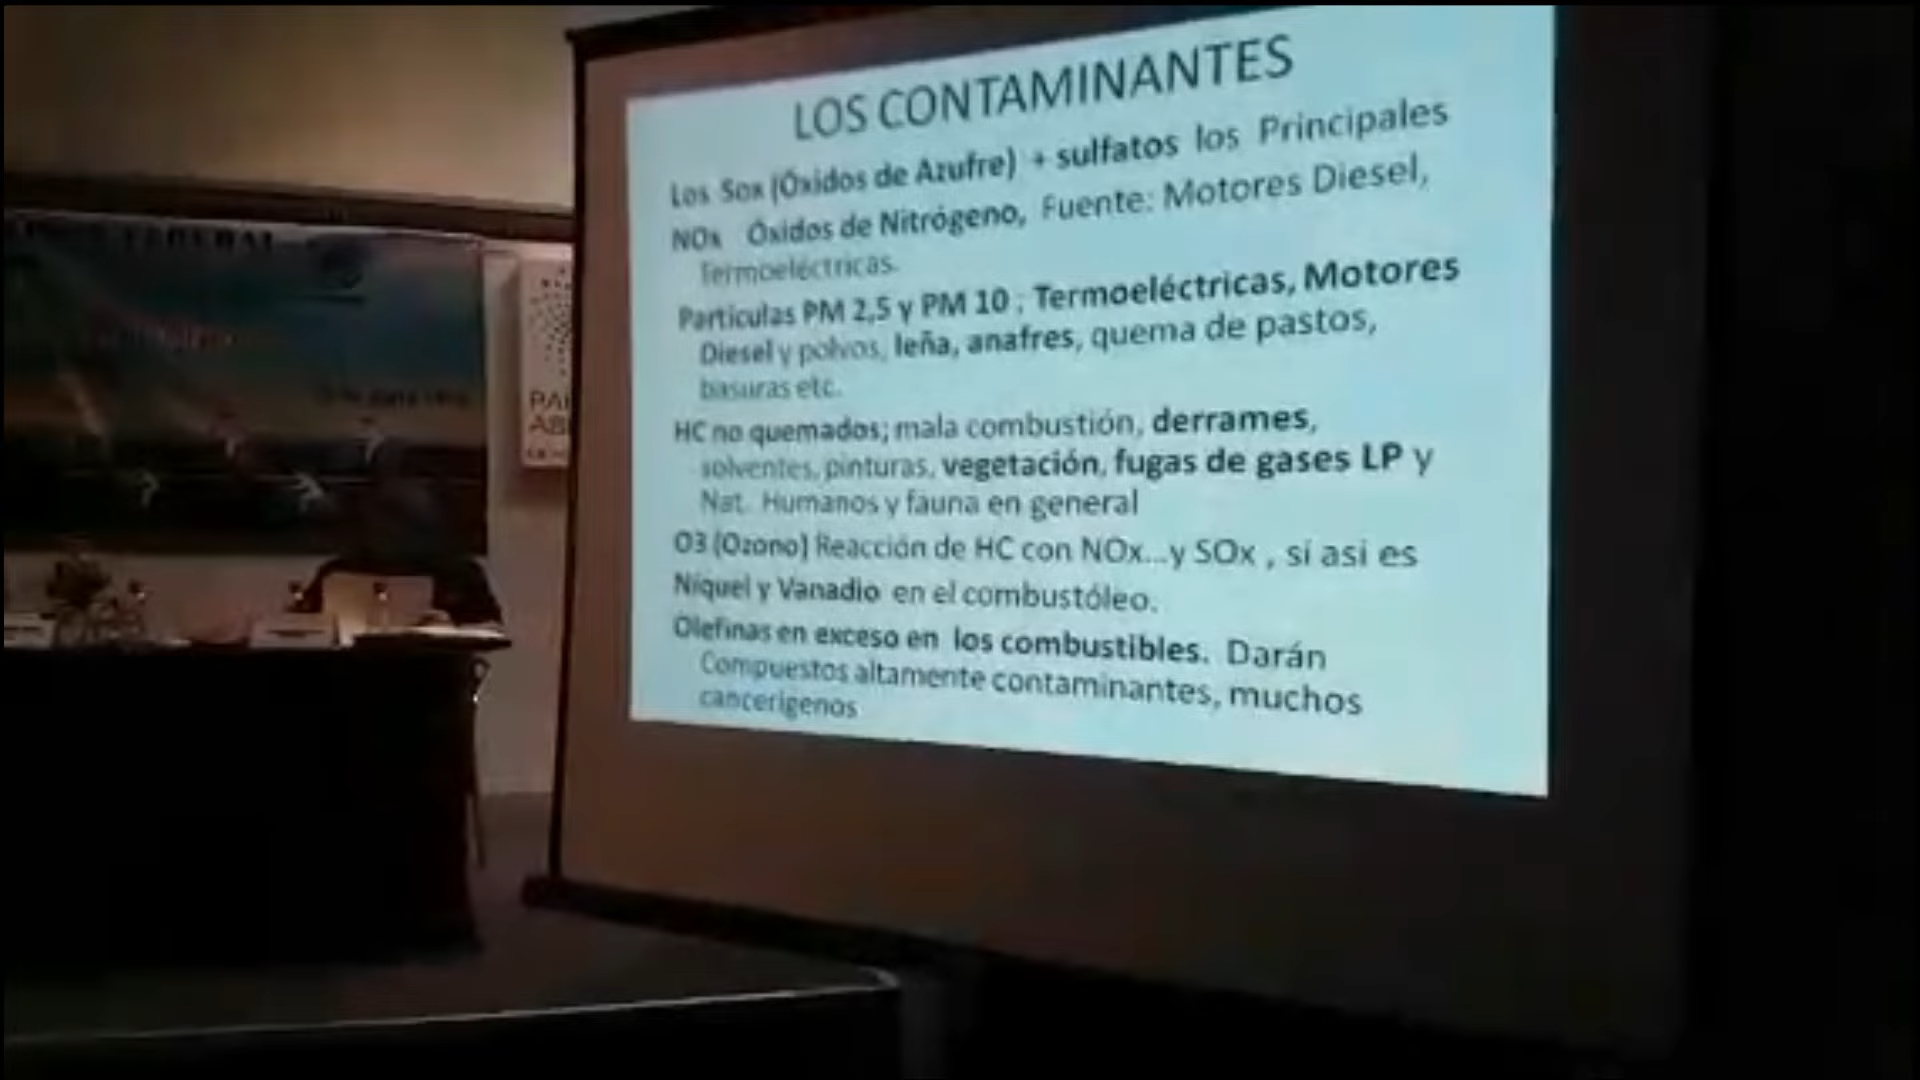 LOS CONTAMINANTES
Los Sox (Óxidos de Azufre) + sulfatos los Principales
NOx Óxidos de Nitrógeno, Fuente: Motores Diesel,
Termoeléctricas.
Partículas PM 2,5 y PM 10 ; Termoeléctricas, Motores
Diesel y polvos, leña, anafres, quema de pastos,
basuras etc.
HC no quemados; mala combustión, derrames,
solventes, pinturas, vegetación, fugas de gases LP y
Nat. Humanos y fauna en general
O3 (Ozono) Reacción de HC con NOx...y SOx , sí asi es
Níquel y Vanadio en el combustóleo.
Olefinas en exceso en los combustibles. Darán
Compuestos altamente contaminantes, muchos
cancerígenos